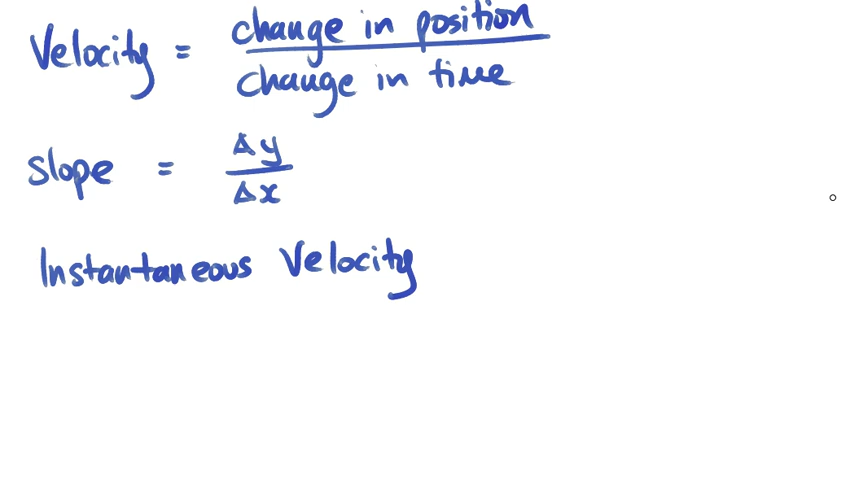 Velocity = change in position / change in time
slope = Δy / Δx
Instantaneous Velocity